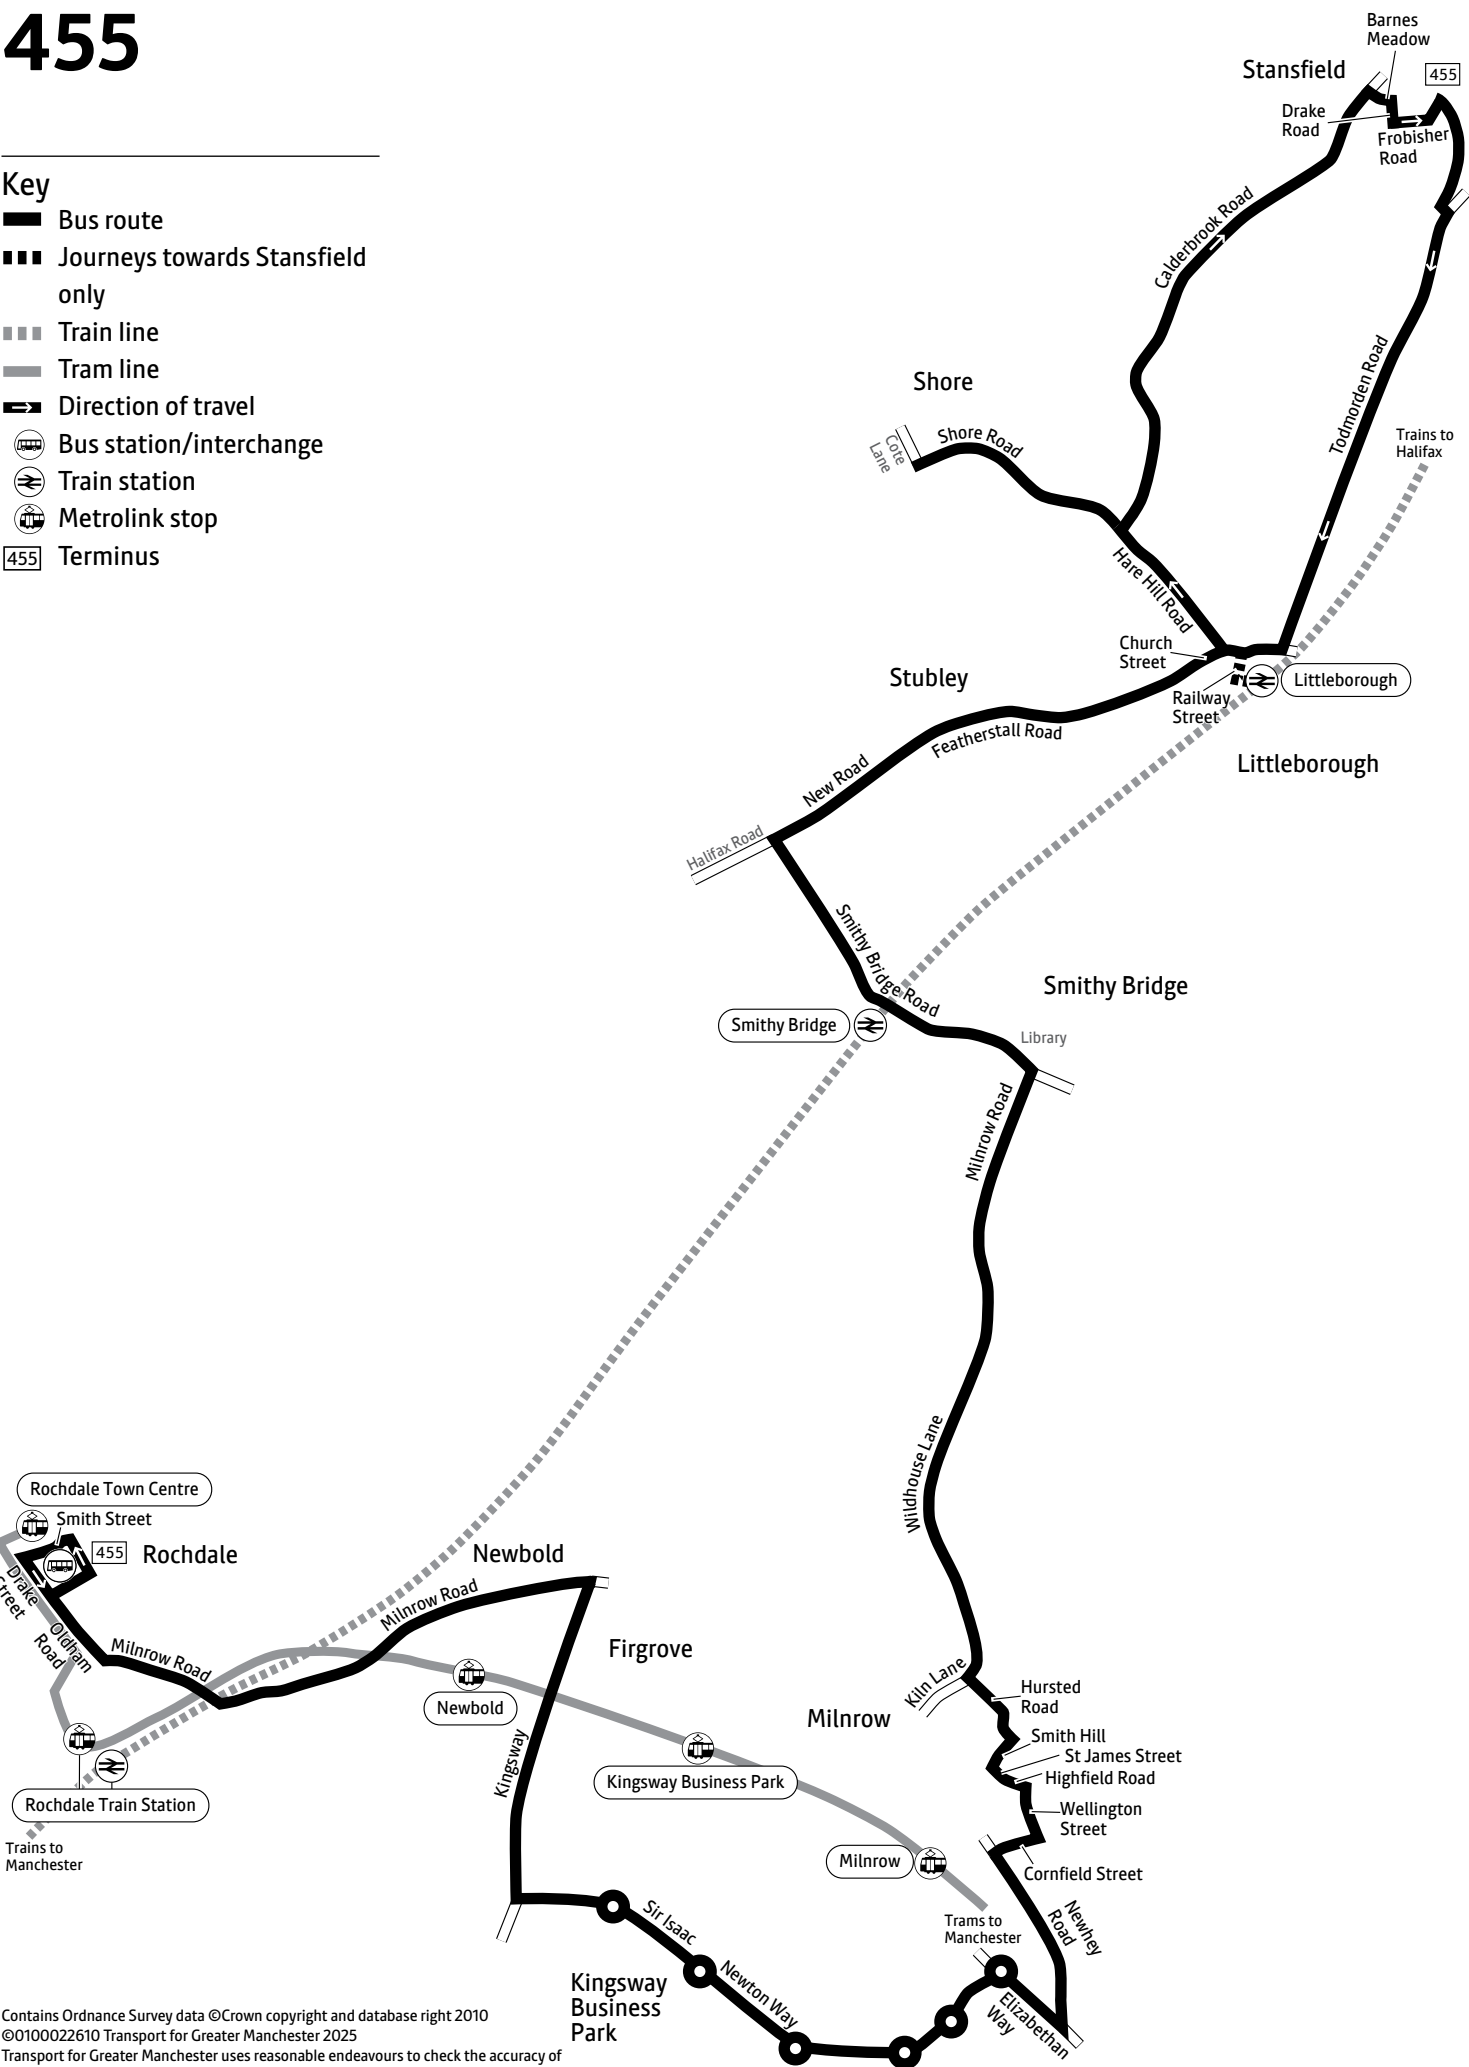 455
Key
Bus route
Journeys towards Stansfield
only
Train line
Tram line
Direction of travel
Bus station/interchange
Train station
Metrolink stop
455 Terminus
Barnes
Meadow
Stansfield
455
Drake
Road
Frobisher
Road
Calderbrook Road
Todmorden Road
Shore
Shore Road
Cote
Lane
Trains to
Halifax
Hare Hill Road
Church
Street
Stubley
Littleborough
Railway
Street
Featherstall Road
Littleborough
New Road
Halifax Road
Smithy Bridge Road
Smithy Bridge
Smithy Bridge
Library
Milnrow Road
Wildhouse Lane
Rochdale Town Centre
Smith Street
455
Rochdale
Newbold
Drake
Street
Milnrow Road
Oldham
Road
Milnrow Road
Firgrove
Kiln Lane
Hursted
Road
Newbold
Milnrow
Smith Hill
St James Street
Kingsway
Kingsway Business Park
Highfield Road
Rochdale Train Station
Wellington
Street
Trains to
Manchester
Milnrow
Cornfield Street
Sir Isaac
Newton Way
Trams to
Manchester
Newhey
Road
Kingsway
Business
Park
Elizabethan
Way
Contains Ordnance Survey data ©Crown copyright and database right 2010
©0100022610 Transport for Greater Manchester 2025
Transport for Greater Manchester uses reasonable endeavours to check the accuracy of